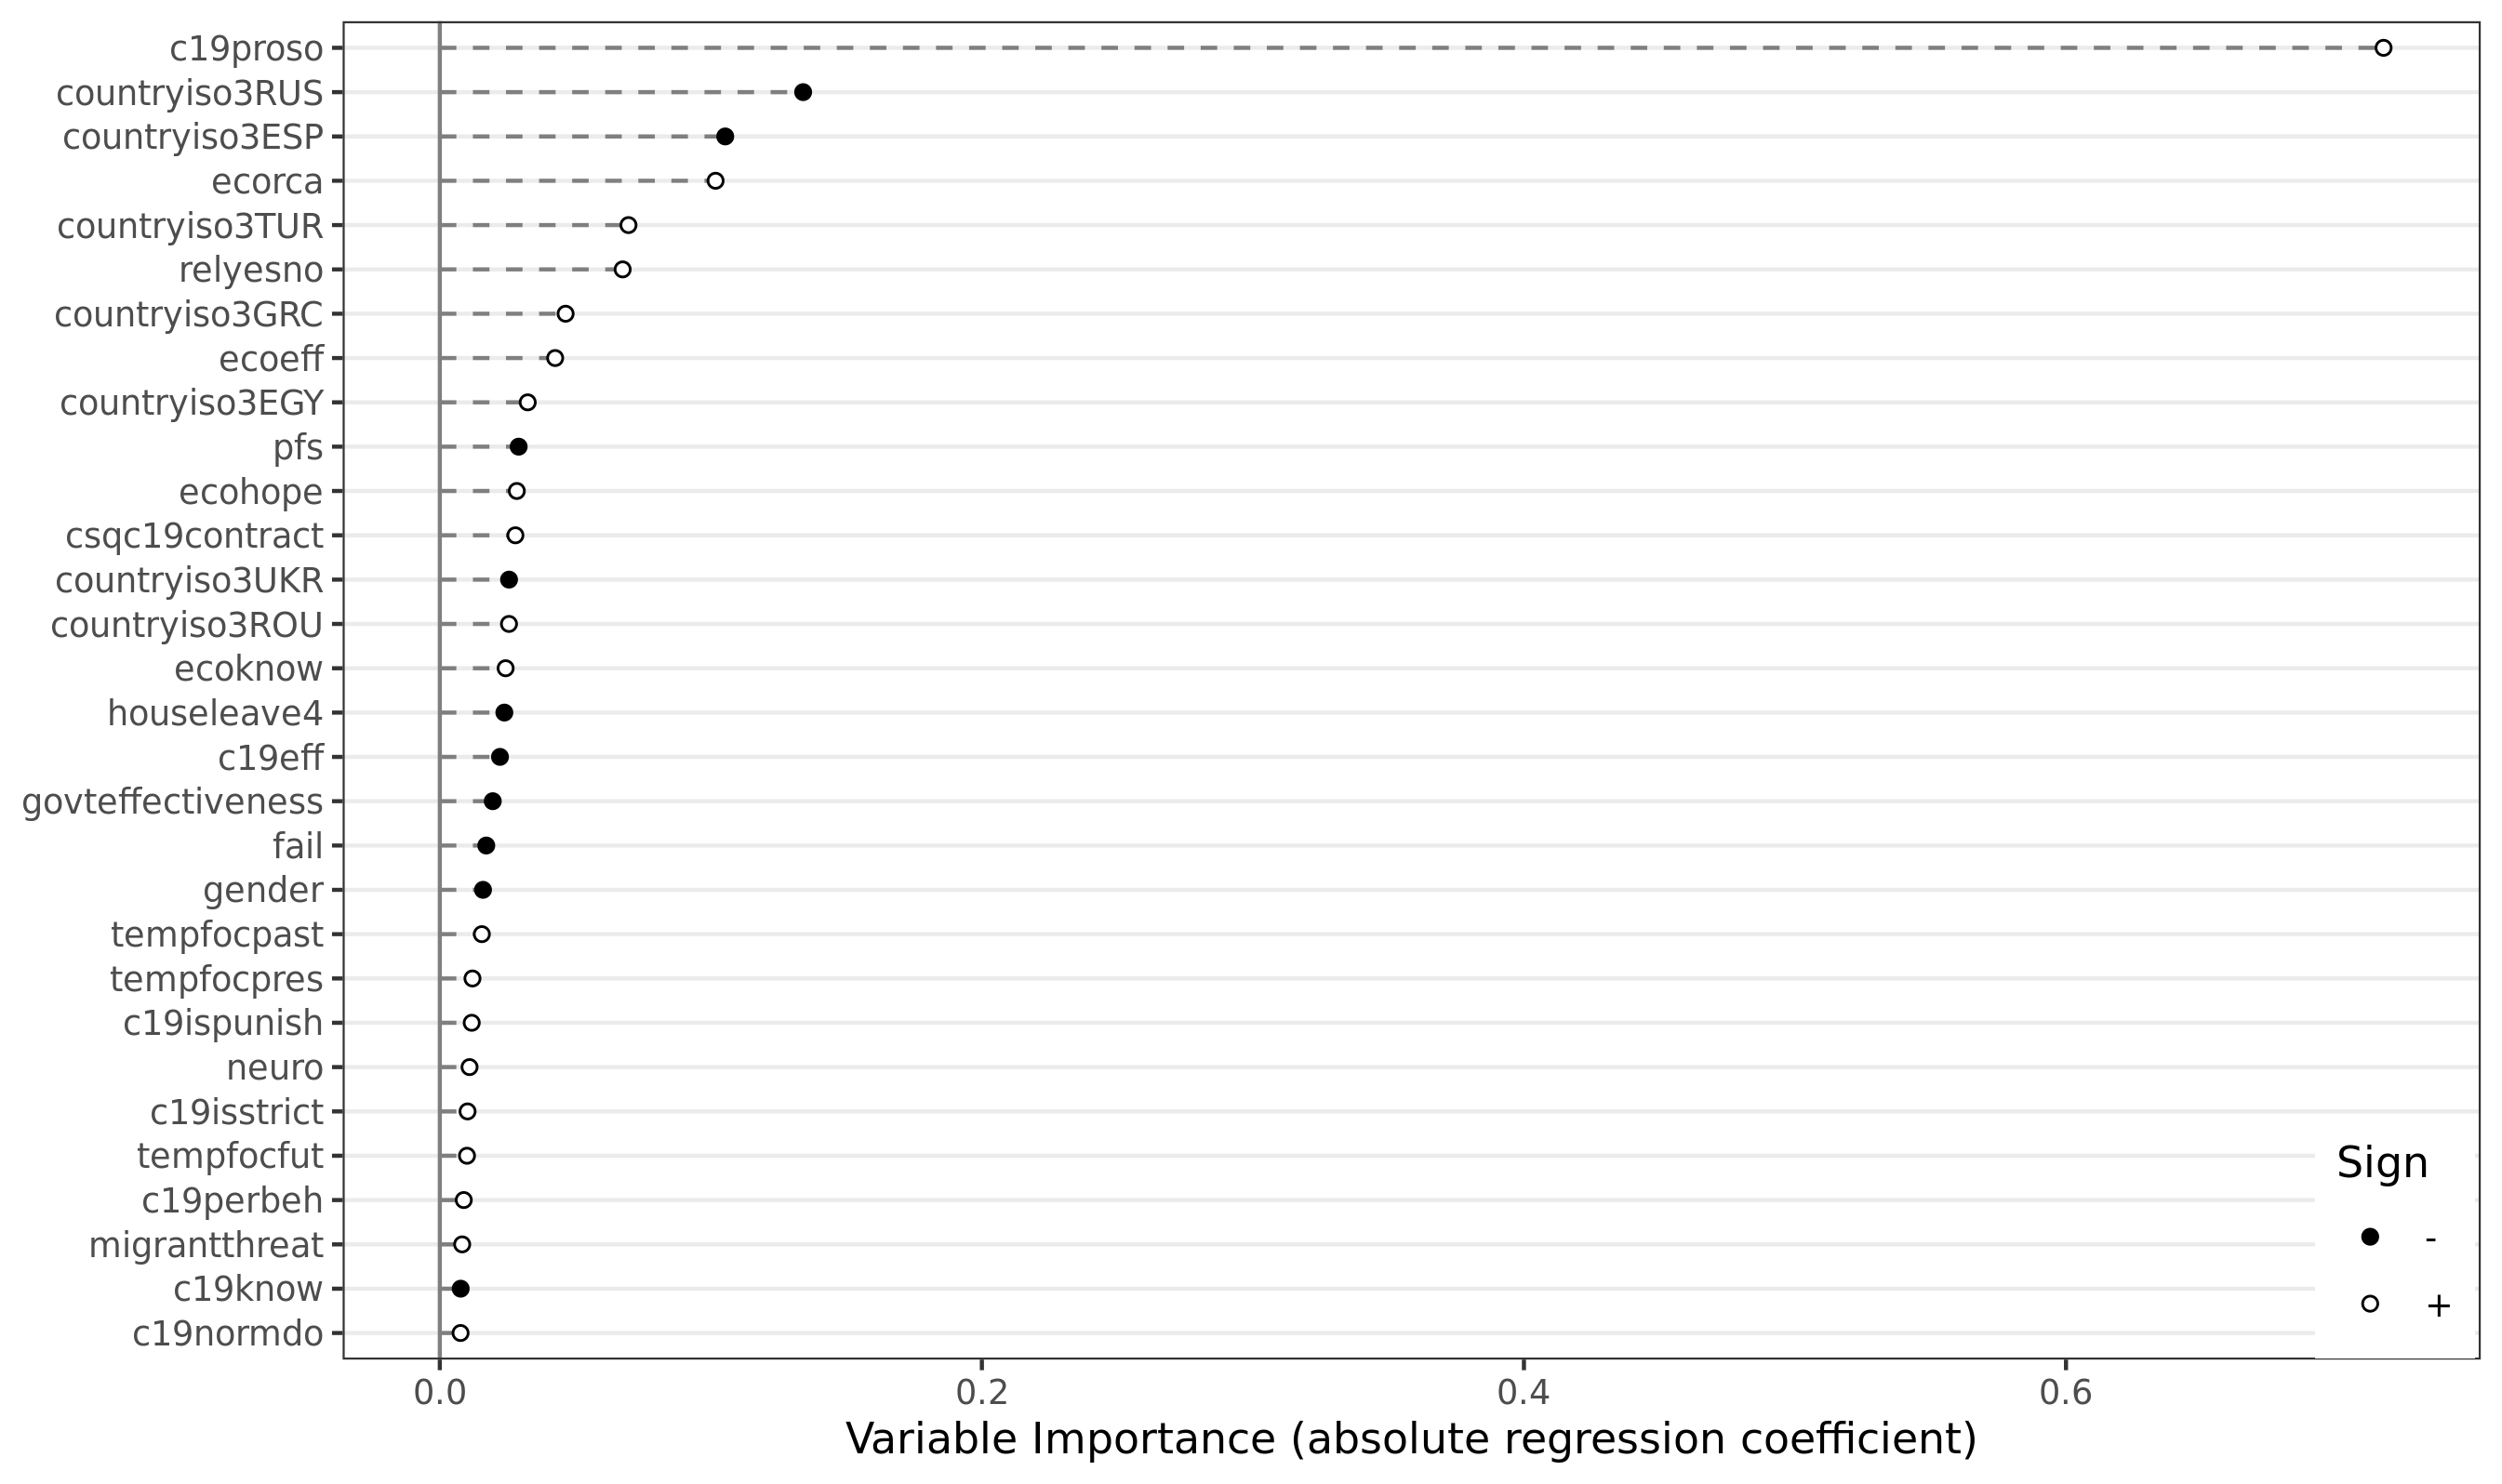 c19proso
countryiso3RUS
countryiso3ESP
ecorca
countryiso3TUR
relyesno
countryiso3GRC
ecoeff
countryiso3EGY
pfs
ecohope
csqc19contract
countryiso3UKR
countryiso3ROU
ecoknow
houseleave4
c19eff
govteffectiveness
fail
gender
tempfocpast
tempfocpres
c19ispunish
neuro
c19isstrict
tempfocfut
c19perbeh
migrantthreat
c19know
c19normdo
Sign
-
+
0.0 0.2 0.4 0.6
Variable Importance (absolute regression coefficient)